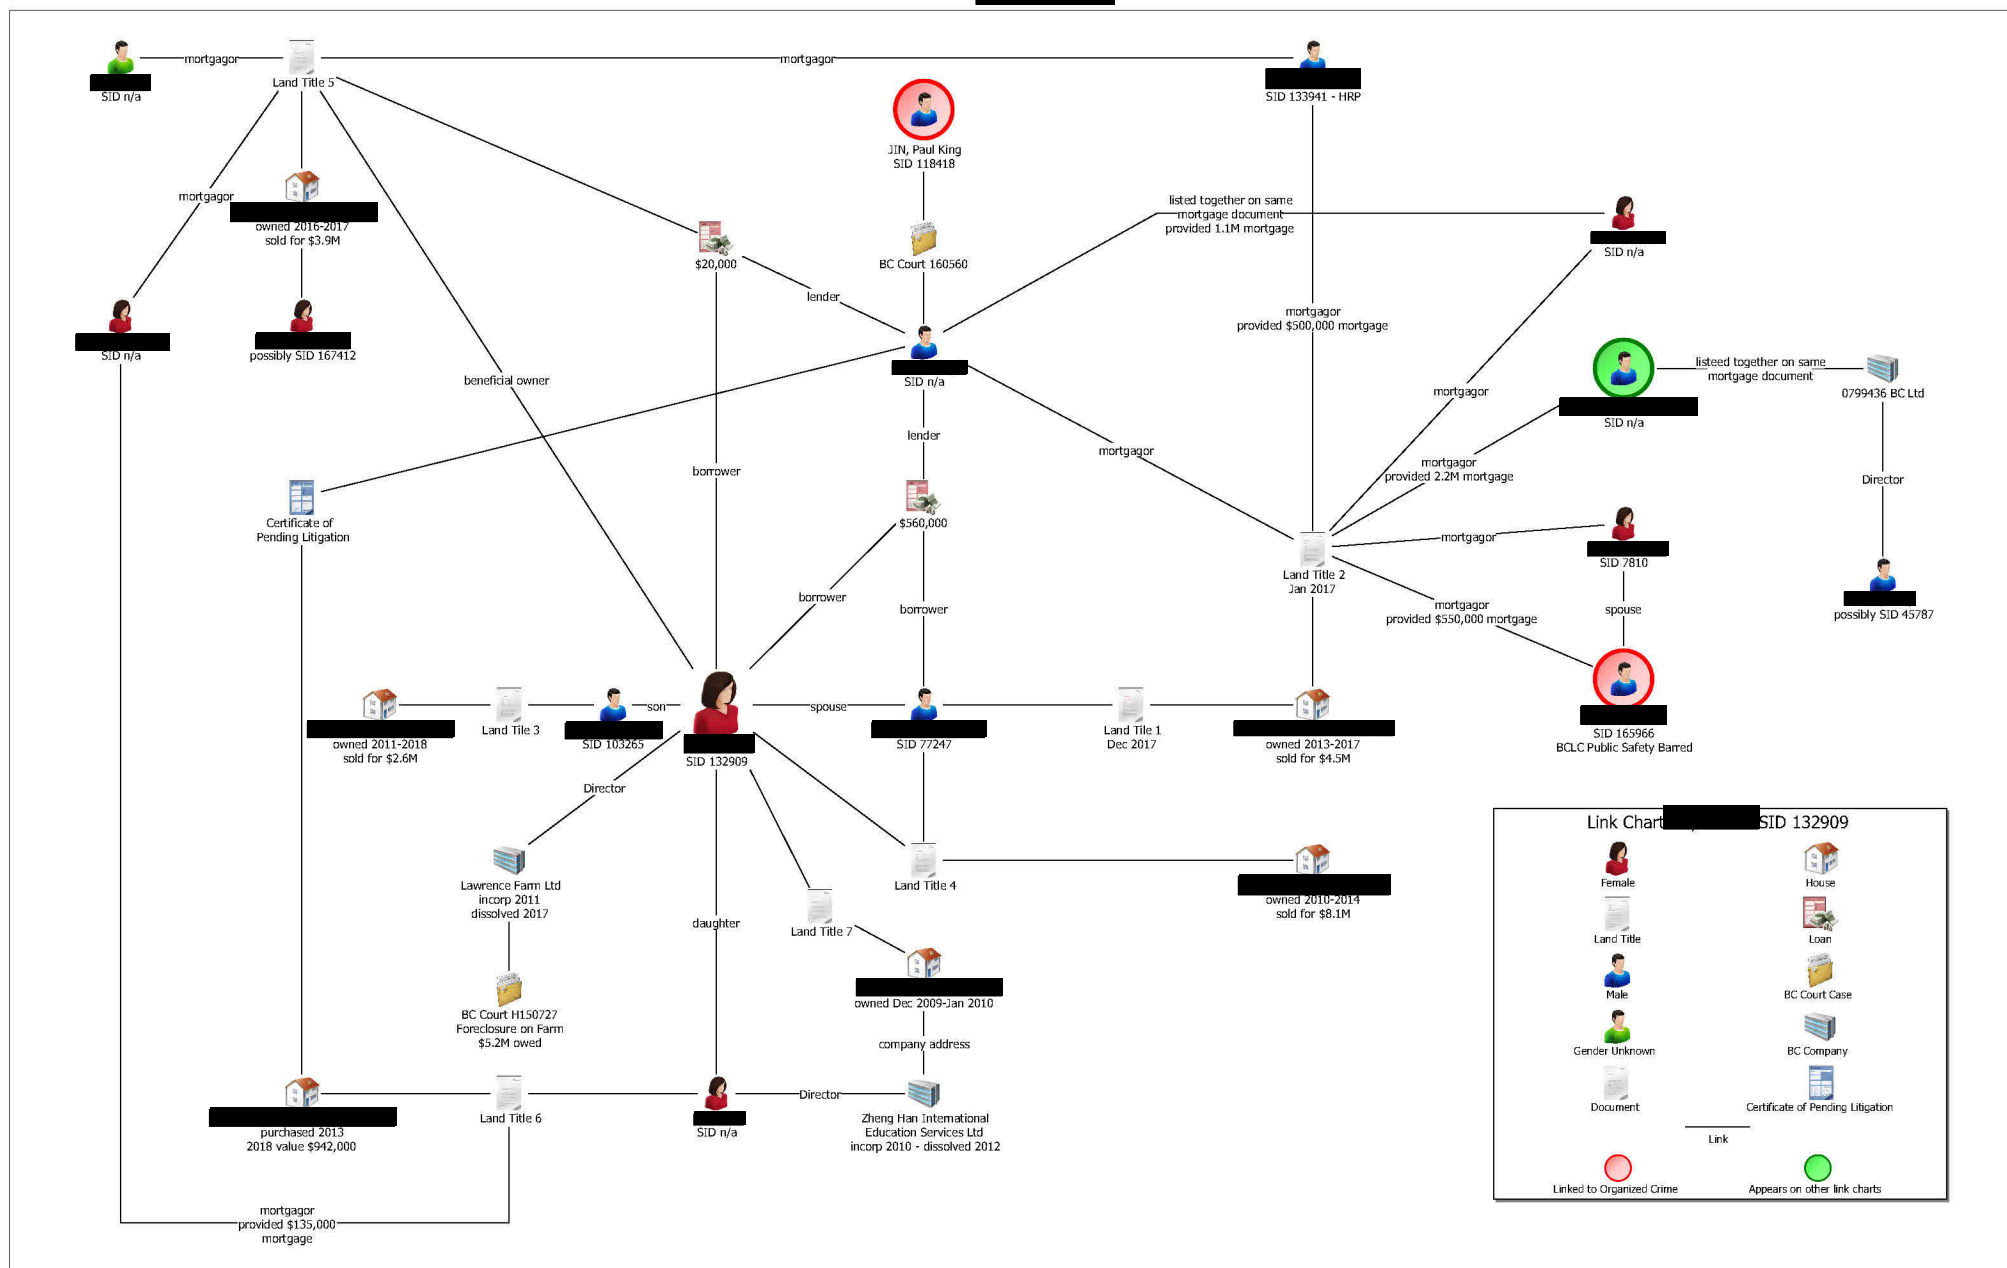 mortgagor
Land Title 5
SID n/a
mortgagor
SID 133941 - HRP
JIN, Paul King
SID 118418
mortgagor
owned 2016-2017
sold for $3.9M
$20,000
BC Court 160560
listed together on same
mortgage document
provided 1.1M mortgage
SID n/a
lender
SID n/a
possibly SID 167412
mortgagor
provided $500,000 mortgage
beneficial owner
SID n/a
mortgagor
listeed together on same
mortgage document
0799436 BC Ltd
SID n/a
lender
mortgagor
borrower
mortgagor
provided 2.2M mortgage
Director
Certificate of
Pending Litigation
$560,000
mortgagor
SID 7810
Land Title 2
Jan 2017
borrower
borrower
mortgagor
provided $550,000 mortgage
spouse
possibly SID 45787
son
spouse
owned 2011-2018
sold for $2.6M
Land Tile 3
SID 103265
SID 132909
SID 77247
Land Tile 1
Dec 2017
owned 2013-2017
sold for $4.5M
SID 165966
BCLC Public Safety Barred
Director
Lawrence Farm Ltd
incorp 2011
dissolved 2017
Land Title 4
owned 2010-2014
sold for $8.1M
daughter
Land Title 7
owned Dec 2009-Jan 2010
BC Court H150727
Foreclosure on Farm
$5.2M owed
company address
Director
purchased 2013
2018 value $942,000
Land Title 6
SID n/a
Zheng Han International
Education Services Ltd
incorp 2010 - dissolved 2012
mortgagor
provided $135,000
mortgage
Link Chart SID 132909
Female
House
Land Title
Loan
Male
BC Court Case
Gender Unknown
BC Company
Document
Certificate of Pending Litigation
Link
Linked to Organized Crime
Appears on other link charts